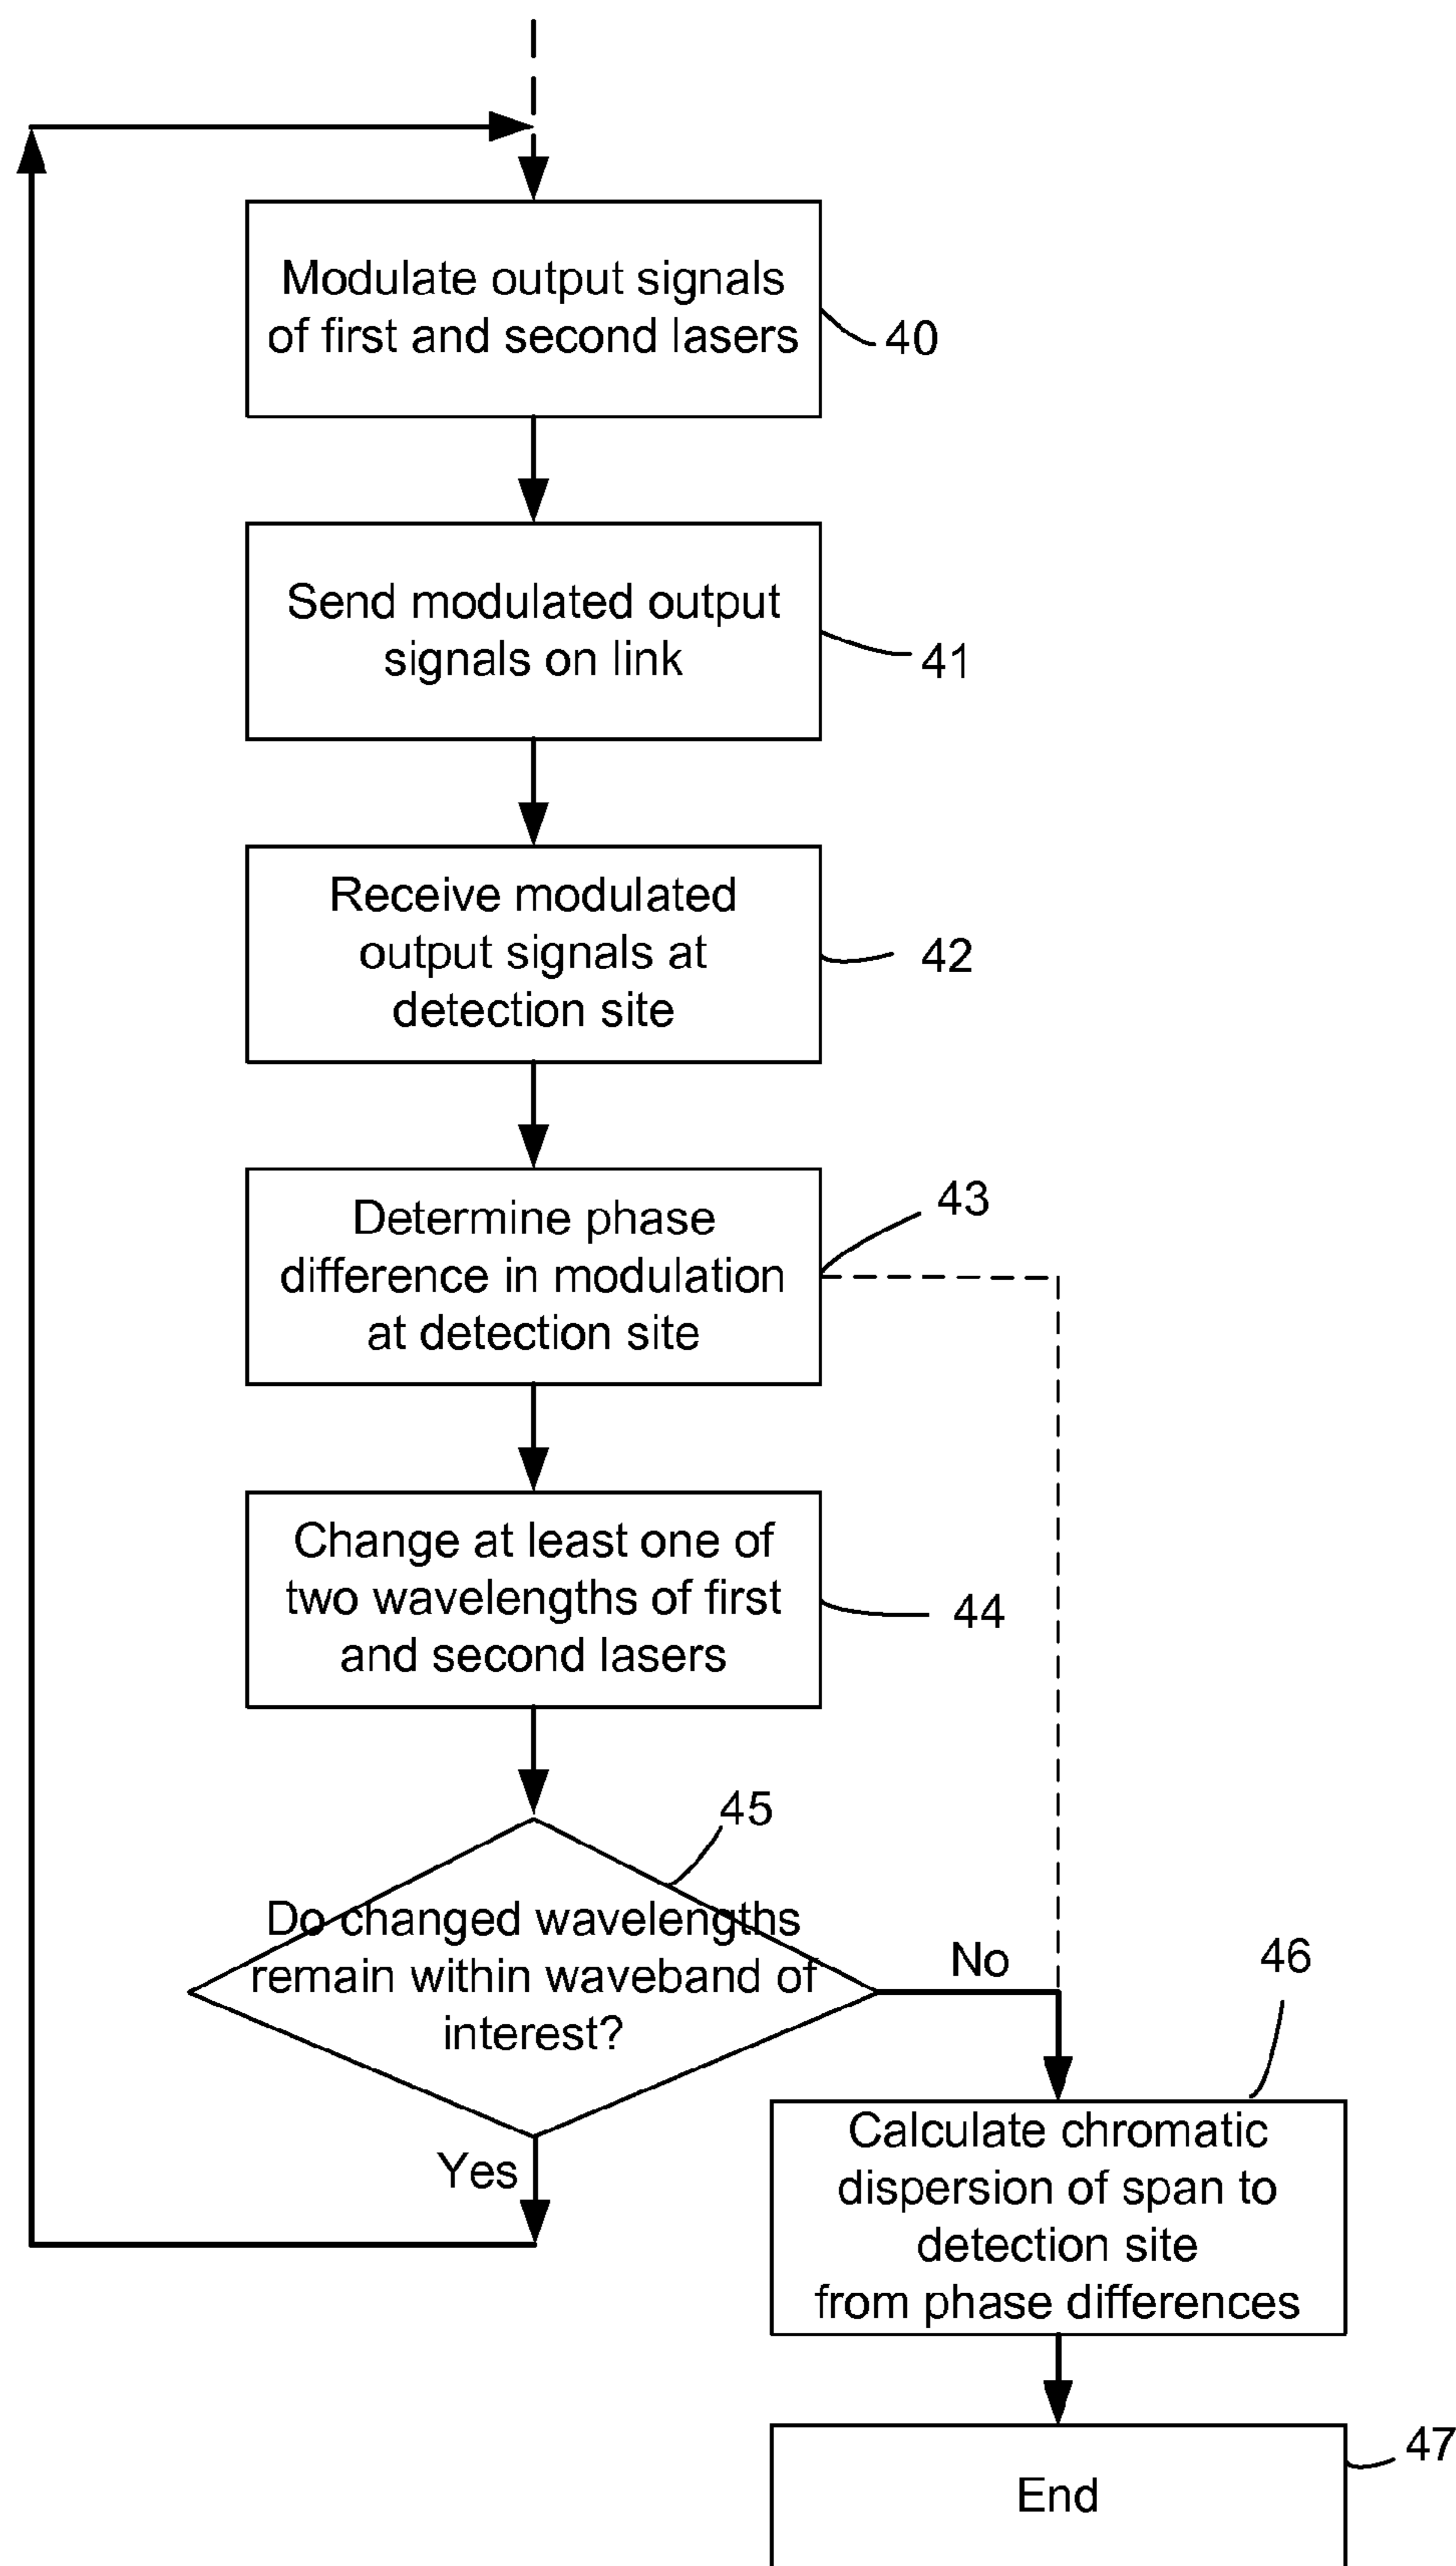 Modulate output signals
of first and second lasers
40
Send modulated output
signals on link
41
Receive modulated
output signals at
detection site
42
Determine phase
difference in modulation
at detection site
43
Change at least one of
two wavelengths of first
and second lasers
44
45
Do changed wavelengths
remain within waveband of
interest?
No
Yes
46
Calculate chromatic
dispersion of span to
detection site
from phase differences
47
End